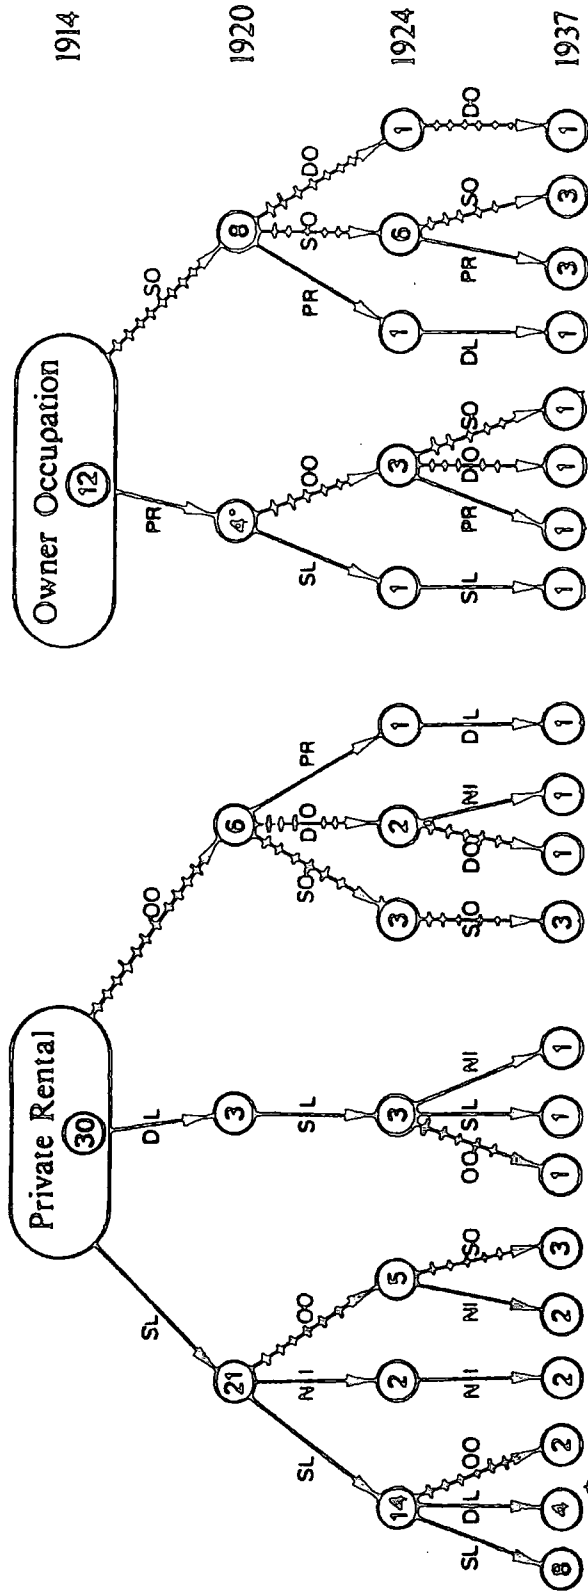 Private Rental Owner Occupation 1914
30 12
SL DL OO PR SO
21 3 6 4° 8 1920
SL NI OO SL SO DO PR SL OO PR SO DO
14 2 5 3 3 2 1 1 3 1 6 1 1924
SL DL OO NI NI SO OO SL NI SO DO NI DL SL PR DO SO DL PR SO DO
8 4 2 2 2 3 1 1 1 3 1 1 1 1 1 1 1 1 3 3 1 1937